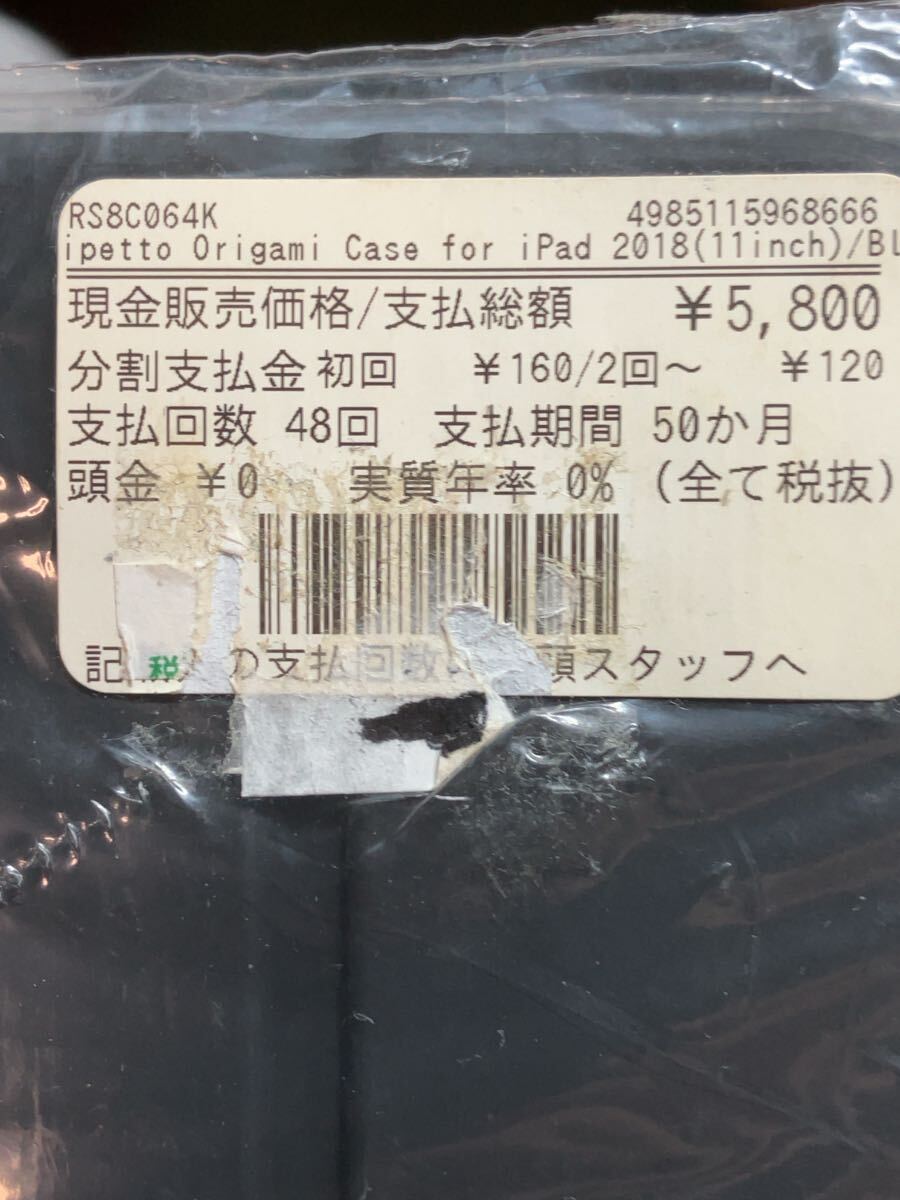 RS8C064K 4985115968666
ipetto Origami Case for iPad 2018(11inch)/BL
現金販売価格/支払総額 ¥5,800
分割支払金初回 ¥160/2回～ ¥120
支払回数 48回 支払期間 50か月
頭金 ¥0 実質年率 0% (全て税抜)
記 税 の支払回数 頭スタッフへ